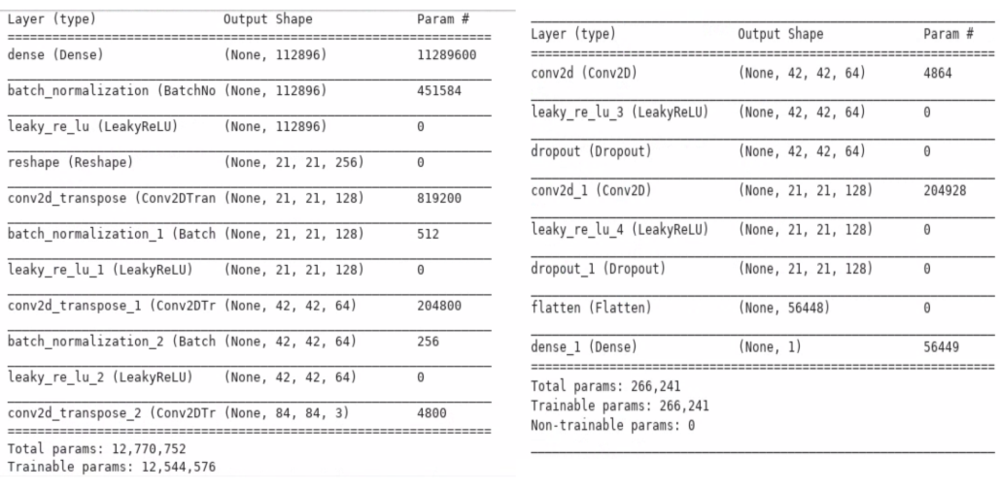 Layer (type) Output Shape Param #
=================================================================
dense (Dense) (None, 112896) 11289600
batch_normalization (BatchNo (None, 112896) 451584
leaky_re_lu (LeakyReLU) (None, 112896) 0
reshape (Reshape) (None, 21, 21, 256) 0
conv2d_transpose (Conv2DTran (None, 21, 21, 128) 819200
batch_normalization_1 (Batch (None, 21, 21, 128) 512
leaky_re_lu_1 (LeakyReLU) (None, 21, 21, 128) 0
conv2d_transpose_1 (Conv2DTr (None, 42, 42, 64) 204800
batch_normalization_2 (Batch (None, 42, 42, 64) 256
leaky_re_lu_2 (LeakyReLU) (None, 42, 42, 64) 0
conv2d_transpose_2 (Conv2DTr (None, 84, 84, 3) 4800
=================================================================
Total params: 12,770,752
Trainable params: 12,544,576
Layer (type) Output Shape Param #
=================================================================
conv2d (Conv2D) (None, 42, 42, 64) 4864
leaky_re_lu_3 (LeakyReLU) (None, 42, 42, 64) 0
dropout (Dropout) (None, 42, 42, 64) 0
conv2d_1 (Conv2D) (None, 21, 21, 128) 204928
leaky_re_lu_4 (LeakyReLU) (None, 21, 21, 128) 0
dropout_1 (Dropout) (None, 21, 21, 128) 0
flatten (Flatten) (None, 56448) 0
dense_1 (Dense) (None, 1) 56449
=================================================================
Total params: 266,241
Trainable params: 266,241
Non-trainable params: 0